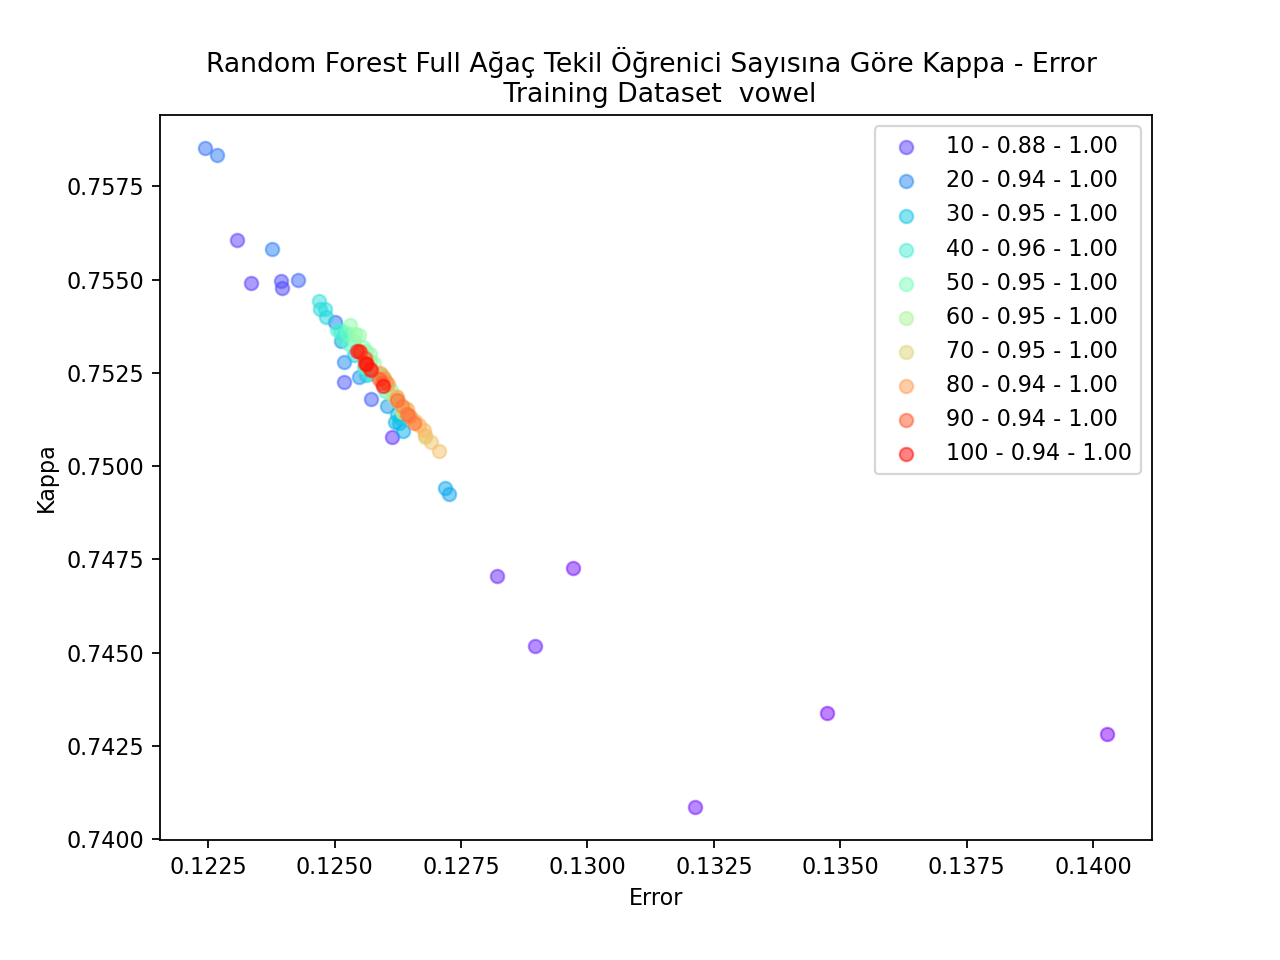 Random Forest Full Ağaç Tekil Öğrenici Sayısına Göre Kappa - Error
Training Dataset  vowel
10 - 0.88 - 1.00
20 - 0.94 - 1.00
30 - 0.95 - 1.00
40 - 0.96 - 1.00
50 - 0.95 - 1.00
60 - 0.95 - 1.00
70 - 0.95 - 1.00
80 - 0.94 - 1.00
90 - 0.94 - 1.00
100 - 0.94 - 1.00
Kappa
0.7575
0.7550
0.7525
0.7500
0.7475
0.7450
0.7425
0.7400
0.1225 0.1250 0.1275 0.1300 0.1325 0.1350 0.1375 0.1400
Error